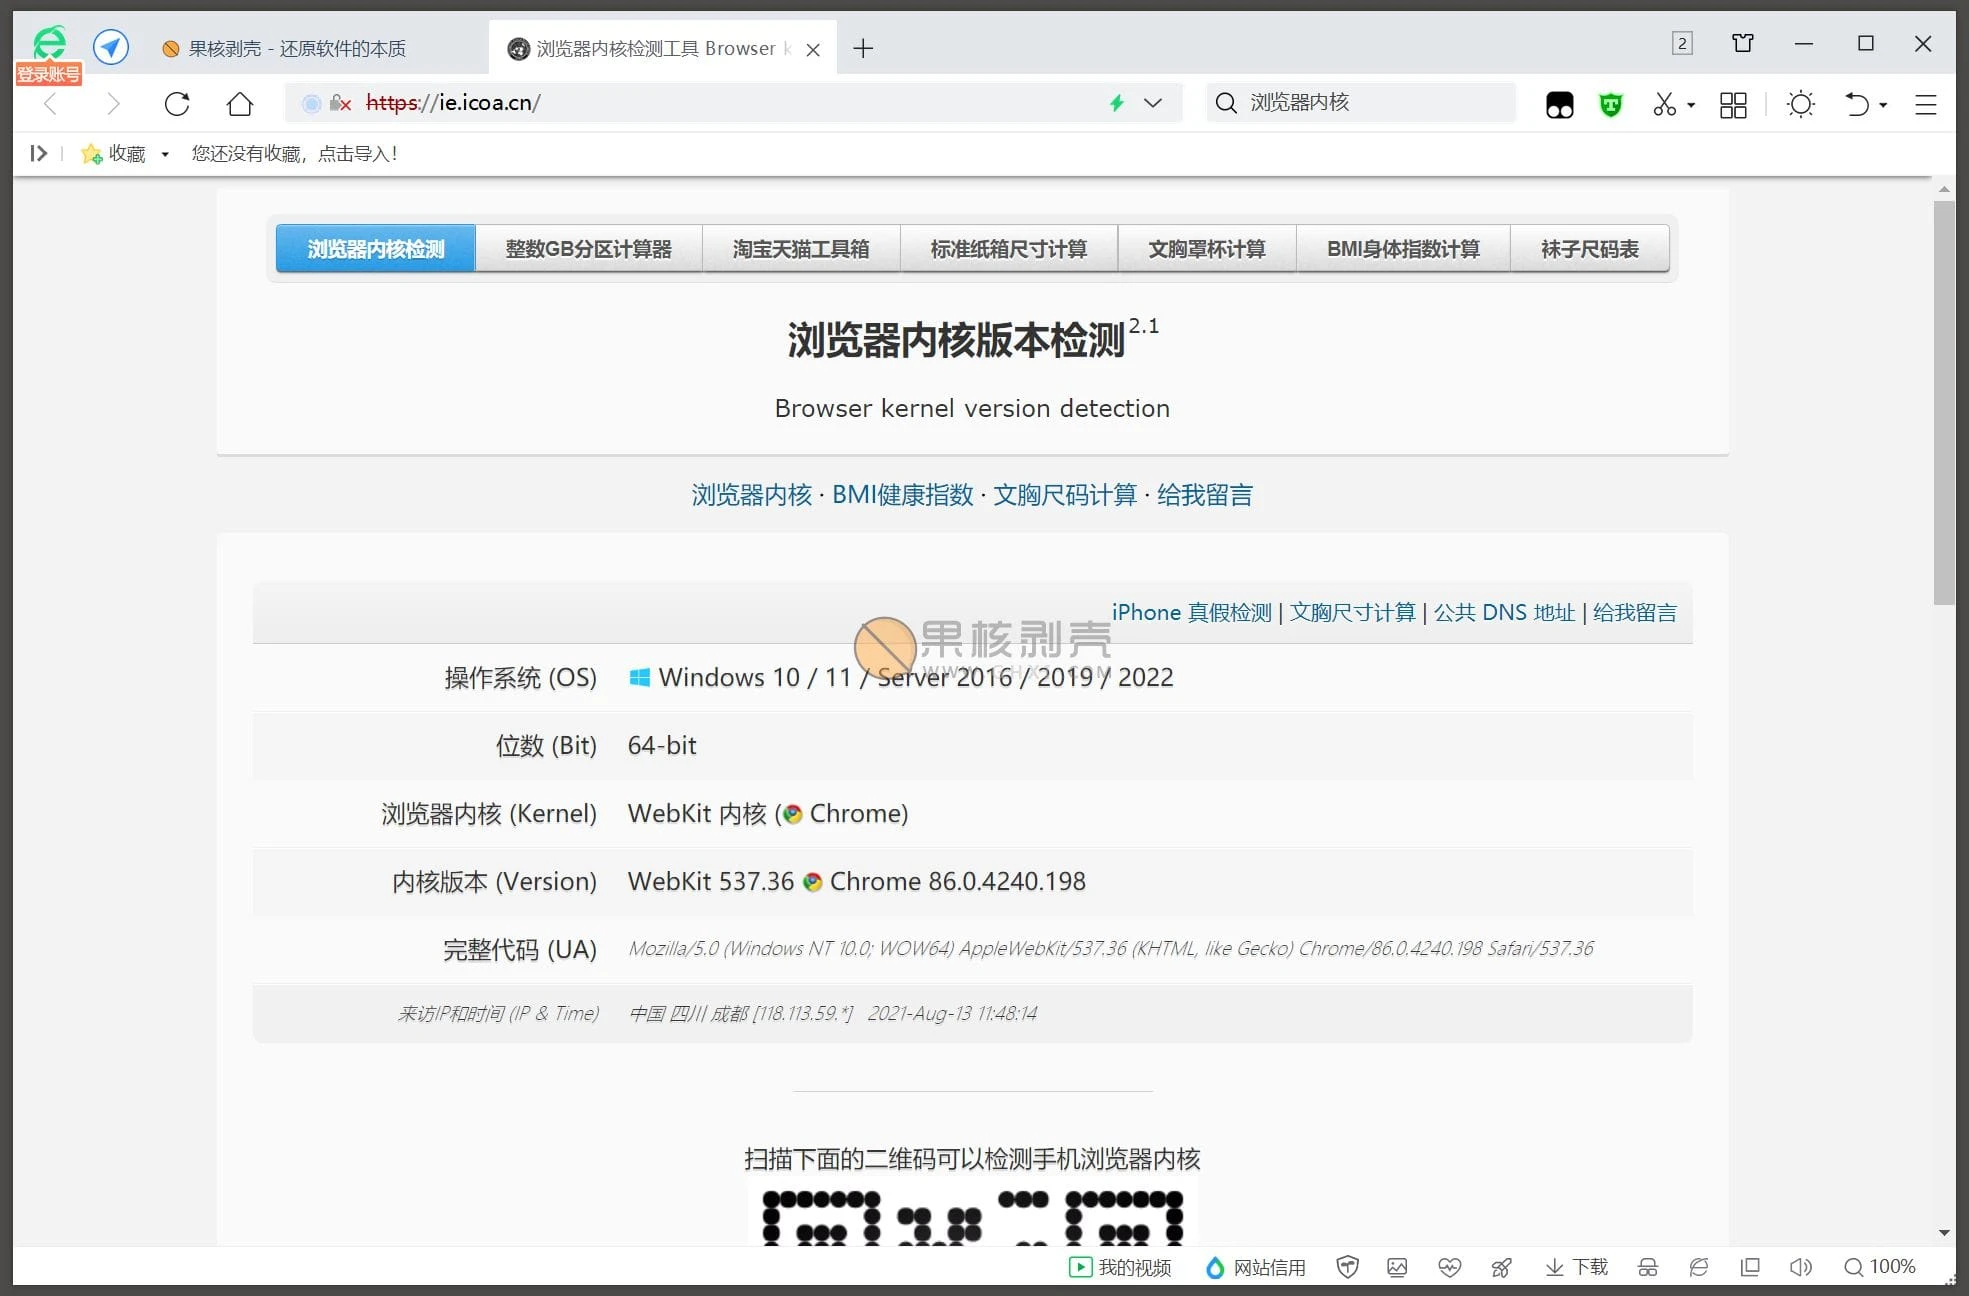 果核剥壳 - 还原软件的本质
浏览器内核检测工具 Browser k
2
登录账号
https://ie.icoa.cn/
浏览器内核
收藏
您还没有收藏，点击导入！
浏览器内核检测
整数GB分区计算器
淘宝天猫工具箱
标准纸箱尺寸计算
文胸罩杯计算
BMI身体指数计算
袜子尺码表
浏览器内核版本检测2.1
Browser kernel version detection
浏览器内核 · BMI健康指数 · 文胸尺码计算 · 给我留言
iPhone 真假检测 | 文胸尺寸计算 | 公共 DNS 地址 | 给我留言
果核剥壳
WWW.GHXI.COM
操作系统 (OS) Windows 10 / 11 / Server 2016 / 2019 / 2022
位数 (Bit) 64-bit
浏览器内核 (Kernel) WebKit 内核 (Chrome)
内核版本 (Version) WebKit 537.36 Chrome 86.0.4240.198
完整代码 (UA) Mozilla/5.0 (Windows NT 10.0; WOW64) AppleWebKit/537.36 (KHTML, like Gecko) Chrome/86.0.4240.198 Safari/537.36
来访IP和时间 (IP & Time) 中国 四川 成都 [118.113.59.*] 2021-Aug-13 11:48:14
扫描下面的二维码可以检测手机浏览器内核
我的视频
网站信用
下载
100%